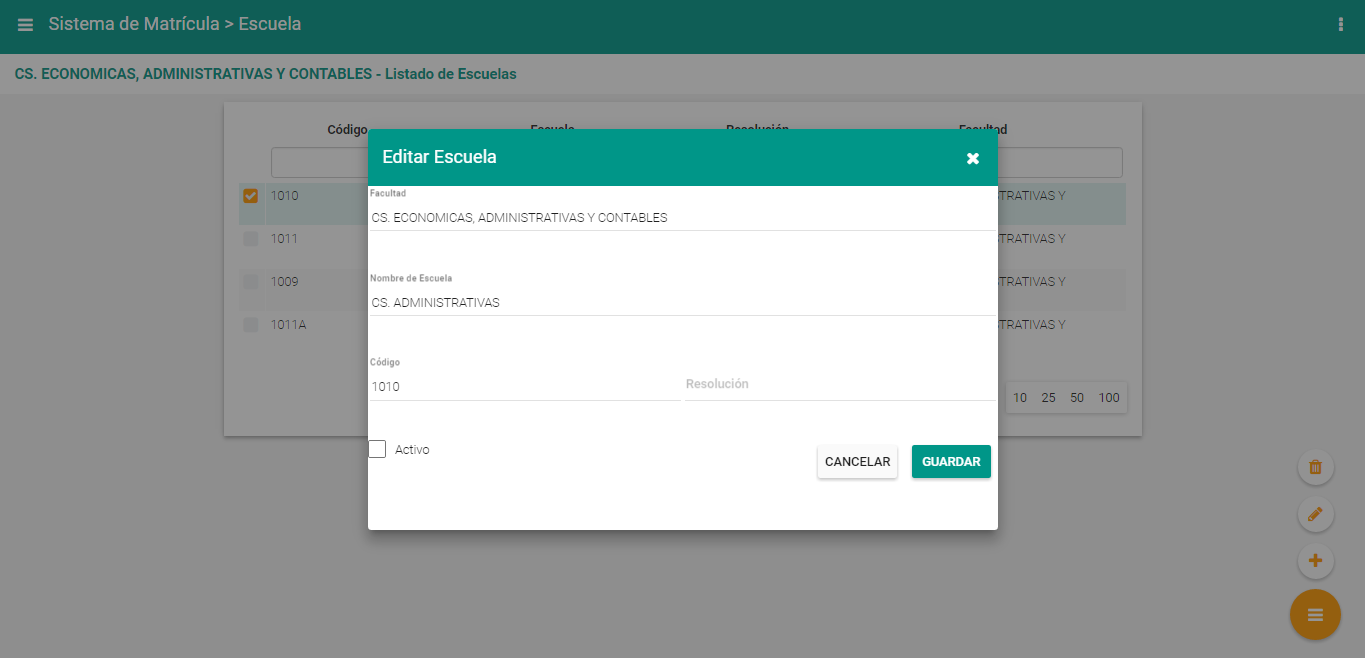 Sistema de Matrícula > Escuela
CS. ECONOMICAS, ADMINISTRATIVAS Y CONTABLES - Listado de Escuelas
Código Escuela Resolución Facultad
Editar Escuela
Facultad
CS. ECONOMICAS, ADMINISTRATIVAS Y CONTABLES
Nombre de Escuela
CS. ADMINISTRATIVAS
Código
1010 Resolución
Activo
CANCELAR GUARDAR
1010 TRATIVAS Y
1011 TRATIVAS Y
1009 TRATIVAS Y
1011A TRATIVAS Y
10 25 50 100